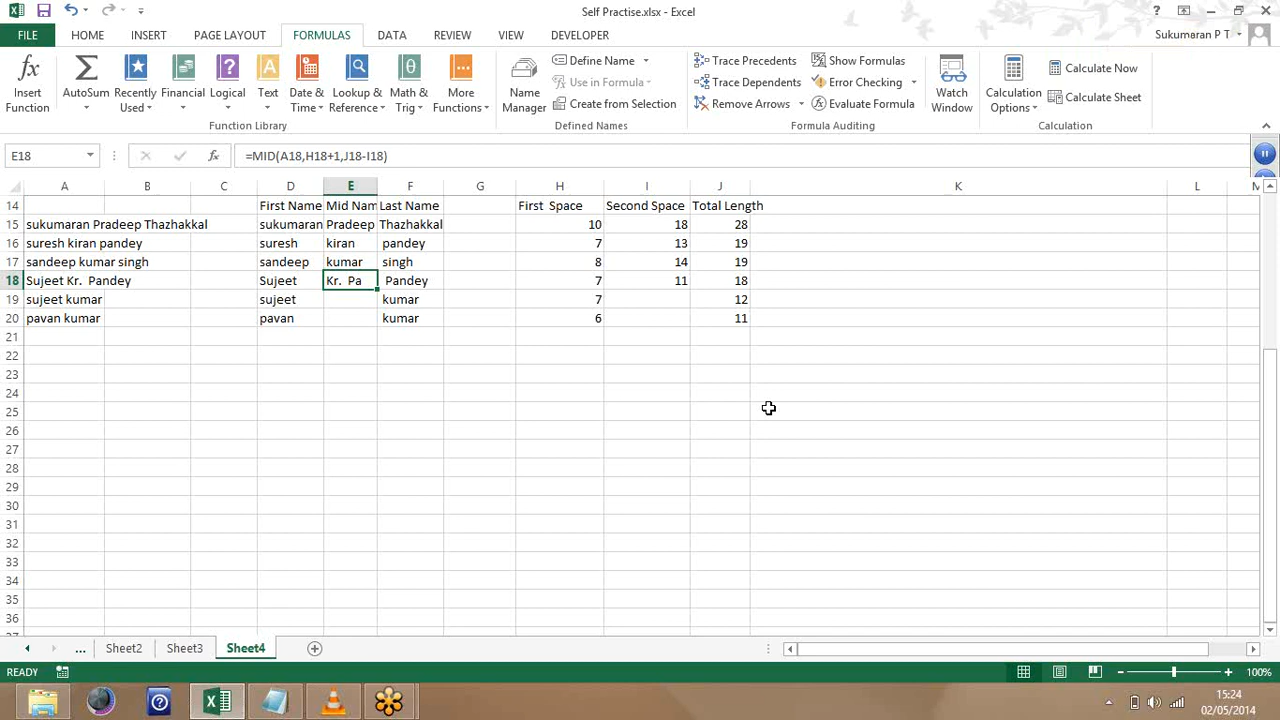 Self Practise.xlsx - Excel
FILE HOME INSERT PAGE LAYOUT FORMULAS DATA REVIEW VIEW DEVELOPER Sukumaran P T
Insert Function
AutoSum
Recently Used
Financial
Logical
Text
Date & Time
Lookup & Reference
Math & Trig
More Functions
Function Library
Name Manager
Define Name
Use in Formula
Create from Selection
Defined Names
Trace Precedents
Trace Dependents
Remove Arrows
Show Formulas
Error Checking
Evaluate Formula
Formula Auditing
Watch Window
Calculation Options
Calculate Now
Calculate Sheet
Calculation
E18 fx =MID(A18,H18+1,J18-I18)
A B C D E F G H I J K L M
14 First Name Mid Nam Last Name First Space Second Space Total Length
15 sukumaran Pradeep Thazhakkal sukumaran Pradeep Thazhakkal 10 18 28
16 suresh kiran pandey suresh kiran pandey 7 13 19
17 sandeep kumar singh sandeep kumar singh 8 14 19
18 Sujeet Kr.  Pandey Sujeet Kr.  Pa Pandey 7 11 18
19 sujeet kumar sujeet kumar 7 12
20 pavan kumar pavan kumar 6 11
21
22
23
24
25
26
27
28
29
30
31
32
33
34
35
36
... Sheet2 Sheet3 Sheet4
READY 100%
15:24
02/05/2014